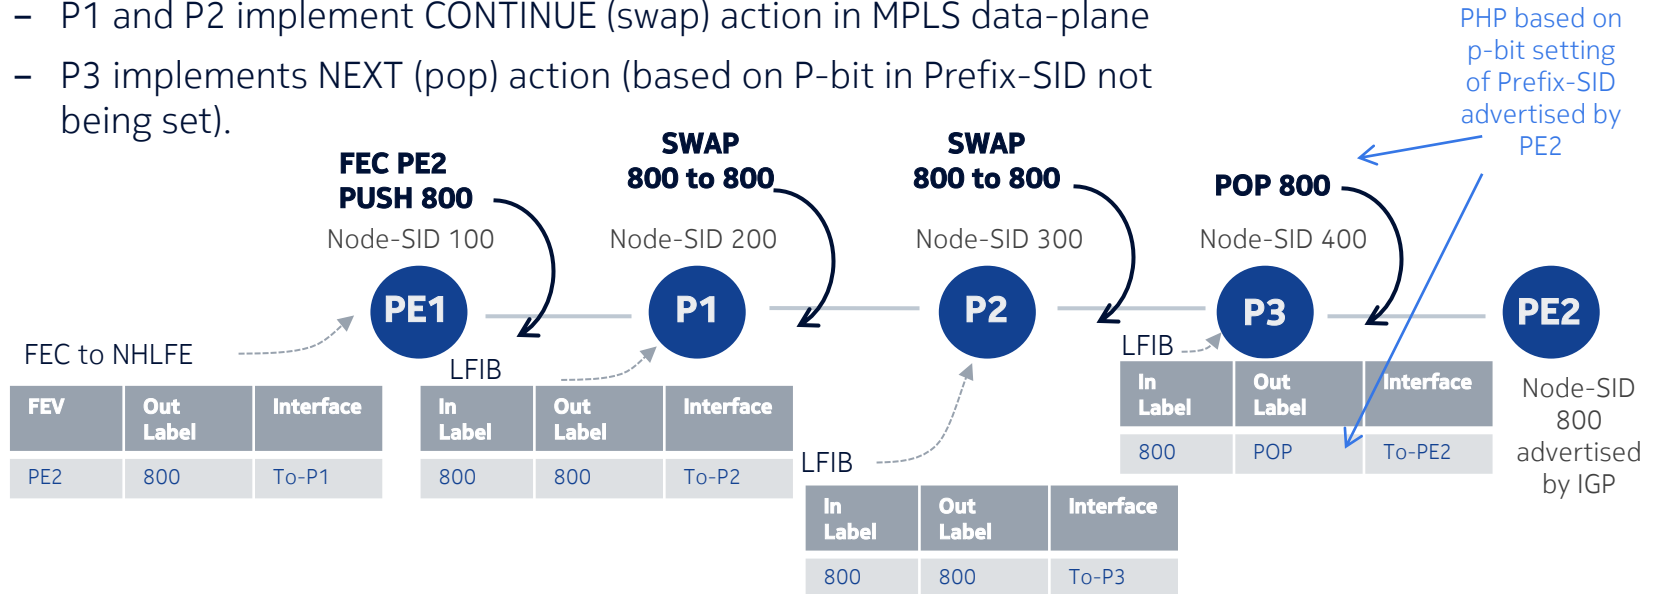 – P1 and P2 implement CONTINUE (swap) action in MPLS data-plane
– P3 implements NEXT (pop) action (based on P-bit in Prefix-SID not
being set).
PHP based on
p-bit setting
of Prefix-SID
advertised by
PE2
FEC PE2
PUSH 800
SWAP
800 to 800
SWAP
800 to 800
POP 800
Node-SID 100
Node-SID 200
Node-SID 300
Node-SID 400
PE1
P1
P2
P3
PE2
FEC to NHLFE
FEV Out Label Interface
PE2 800 To-P1
LFIB
In Label Out Label Interface
800 800 To-P2
LFIB
In Label Out Label Interface
800 800 To-P3
LFIB
In Label Out Label Interface
800 POP To-PE2
Node-SID
800
advertised
by IGP